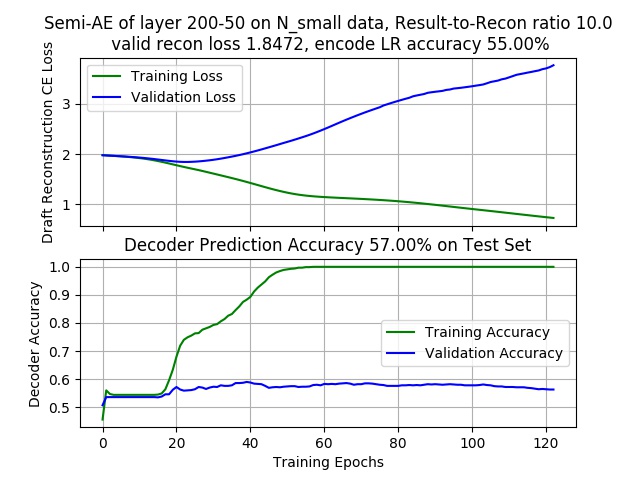 Semi-AE of layer 200-50 on N_small data, Result-to-Recon ratio 10.0
valid recon loss 1.8472, encode LR accuracy 55.00%
Draft Reconstruction CE Loss
Training Loss
Validation Loss
3
2
1
Decoder Prediction Accuracy 57.00% on Test Set
Decoder Accuracy
1.0
0.9
0.8
0.7
0.6
0.5
Training Accuracy
Validation Accuracy
0 20 40 60 80 100 120
Training Epochs